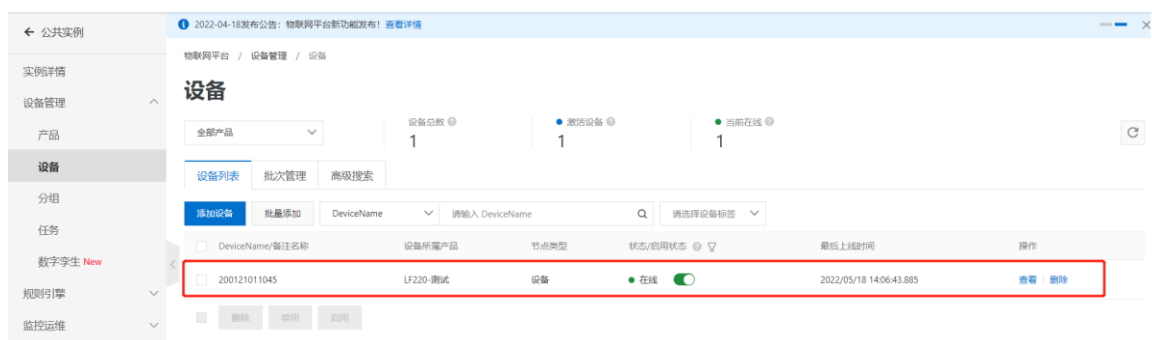 ← 公共实例
2022-04-18发布公告：物联网平台新功能发布！查看详情
物联网平台 / 设备管理 / 设备
实例详情
设备管理
产品
设备
分组
任务
数字孪生 New
规则引擎
监控运维
设备
全部产品
设备总数
1
激活设备
1
当前在线
1
设备列表 批次管理 高级搜索
添加设备 批量添加 DeviceName 请输入 DeviceName 请选择设备标签
DeviceName/备注名称 设备所属产品 节点类型 状态/启用状态 最后上线时间 操作
200121011045 LF220-测试 设备 在线 2022/05/18 14:06:43.885 查看 删除
删除 禁用 启用